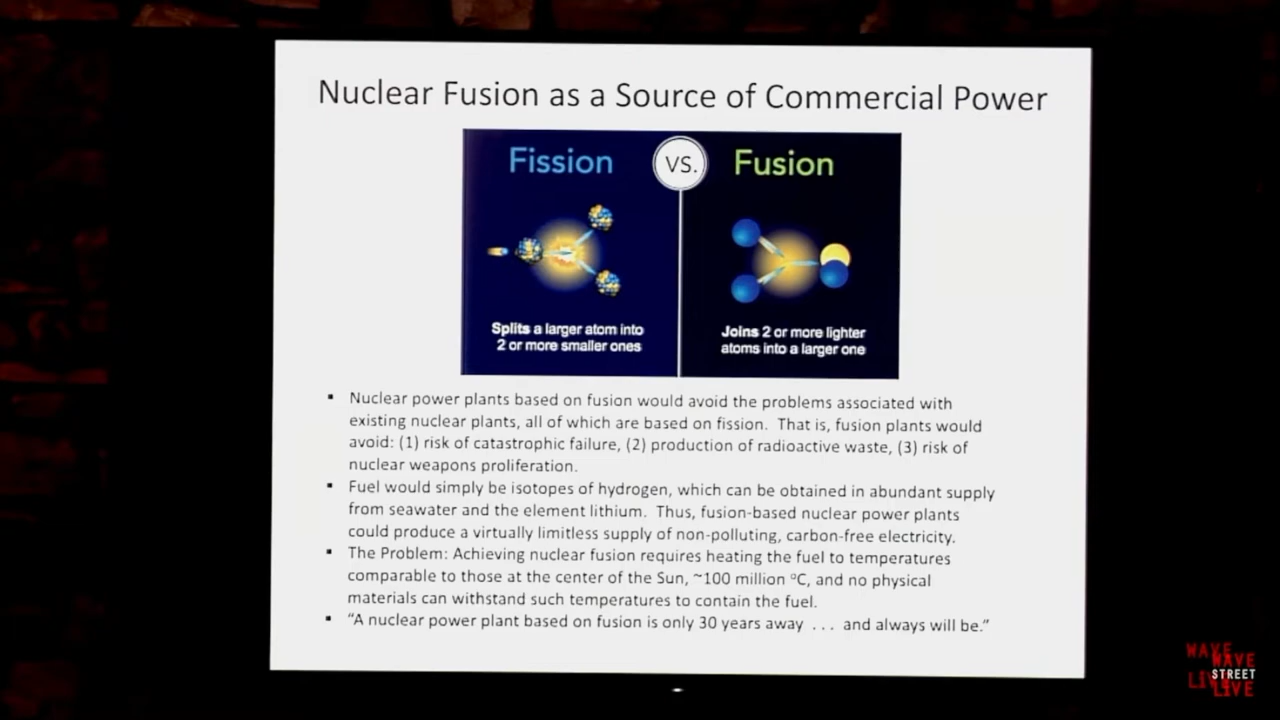 Nuclear Fusion as a Source of Commercial Power
Fission
VS.
Fusion
Splits a larger atom into
2 or more smaller ones
Joins 2 or more lighter
atoms into a larger one
▪ Nuclear power plants based on fusion would avoid the problems associated with
existing nuclear plants, all of which are based on fission. That is, fusion plants would
avoid: (1) risk of catastrophic failure, (2) production of radioactive waste, (3) risk of
nuclear weapons proliferation.
▪ Fuel would simply be isotopes of hydrogen, which can be obtained in abundant supply
from seawater and the element lithium. Thus, fusion-based nuclear power plants
could produce a virtually limitless supply of non-polluting, carbon-free electricity.
▪ The Problem: Achieving nuclear fusion requires heating the fuel to temperatures
comparable to those at the center of the Sun, ~100 million °C, and no physical
materials can withstand such temperatures to contain the fuel.
▪ “A nuclear power plant based on fusion is only 30 years away . . . and always will be.”
WAVE
WAVE
STREET
LIVE
LIVE